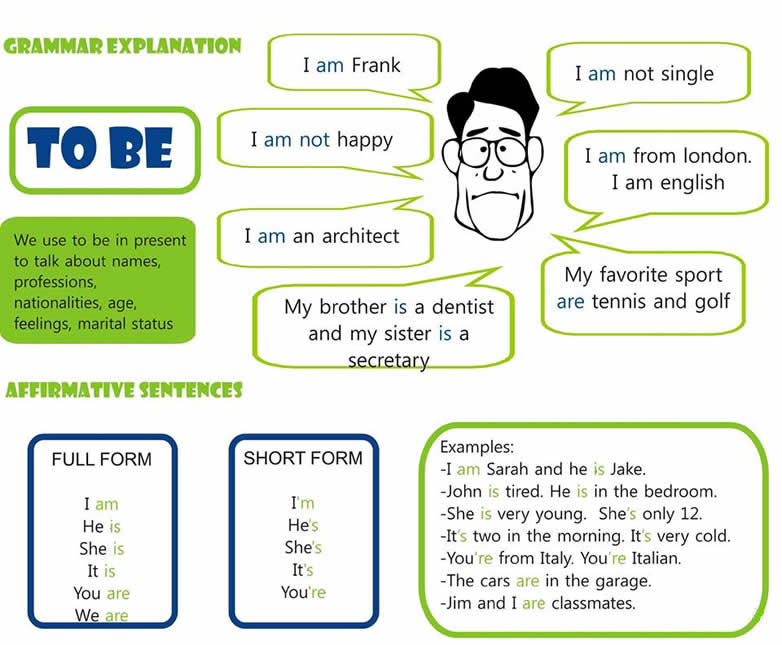 GRAMMAR EXPLANATION
TO BE
We use to be in present
to talk about names,
professions,
nationalities, age,
feelings, marital status
I am Frank
I am not happy
I am an architect
My brother is a dentist
and my sister is a
secretary
I am not single
I am from london.
I am english
My favorite sport
are tennis and golf
AFFIRMATIVE SENTENCES
FULL FORM
I am
He is
She is
It is
You are
We are
SHORT FORM
I'm
He's
She's
It's
You're
Examples:
-I am Sarah and he is Jake.
-John is tired. He is in the bedroom.
-She is very young. She's only 12.
-It's two in the morning. It's very cold.
-You're from Italy. You're Italian.
-The cars are in the garage.
-Jim and I are classmates.